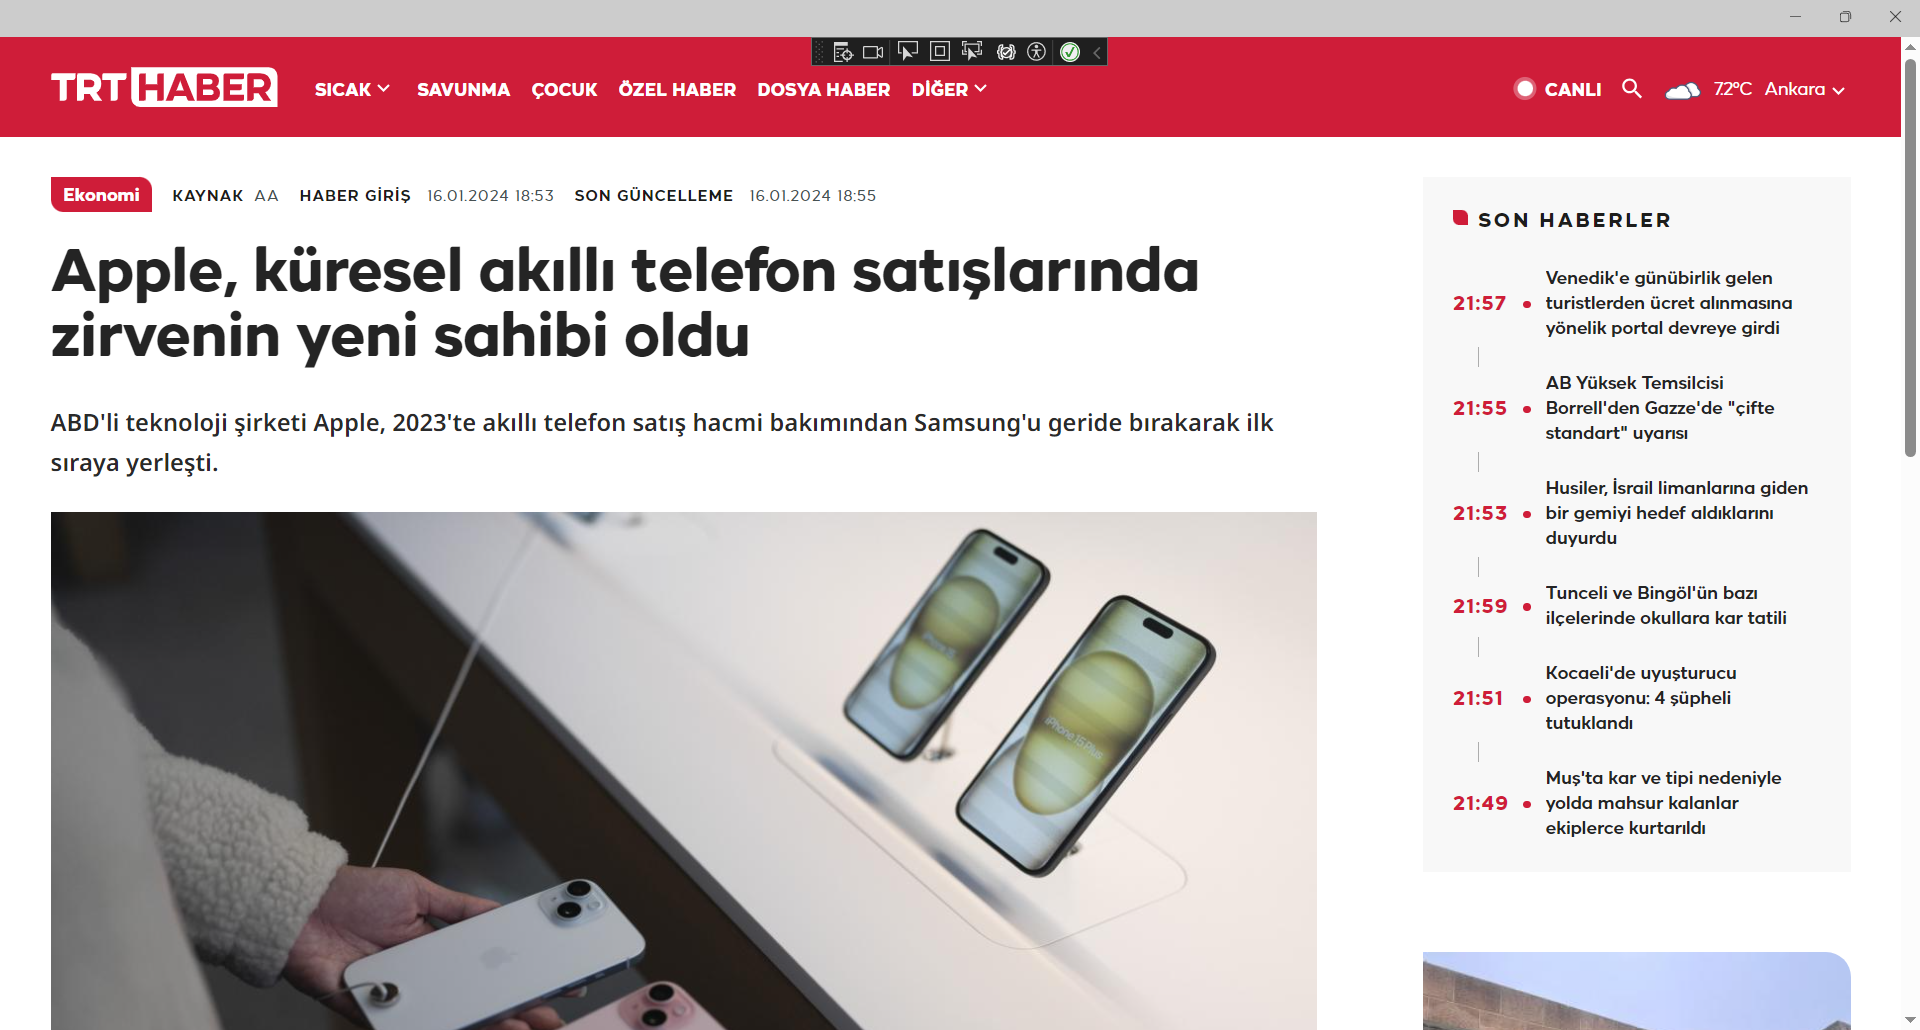 TRT HABER
SICAK SAVUNMA ÇOCUK ÖZEL HABER DOSYA HABER DİĞER
CANLI 7.2°C Ankara
Ekonomi KAYNAK AA HABER GİRİŞ 16.01.2024 18:53 SON GÜNCELLEME 16.01.2024 18:55
Apple, küresel akıllı telefon satışlarında
zirvenin yeni sahibi oldu
ABD'li teknoloji şirketi Apple, 2023'te akıllı telefon satış hacmi bakımından Samsung'u geride bırakarak ilk
sıraya yerleşti.
iPhone 15
iPhone 15 Plus
SON HABERLER
21:57
Venedik'e günübirlik gelen
turistlerden ücret alınmasına
yönelik portal devreye girdi
21:55
AB Yüksek Temsilcisi
Borrell'den Gazze'de "çifte
standart" uyarısı
21:53
Husiler, İsrail limanlarına giden
bir gemiyi hedef aldıklarını
duyurdu
21:59
Tunceli ve Bingöl'ün bazı
ilçelerinde okullara kar tatili
21:51
Kocaeli'de uyuşturucu
operasyonu: 4 şüpheli
tutuklandı
21:49
Muş'ta kar ve tipi nedeniyle
yolda mahsur kalanlar
ekiplerce kurtarıldı